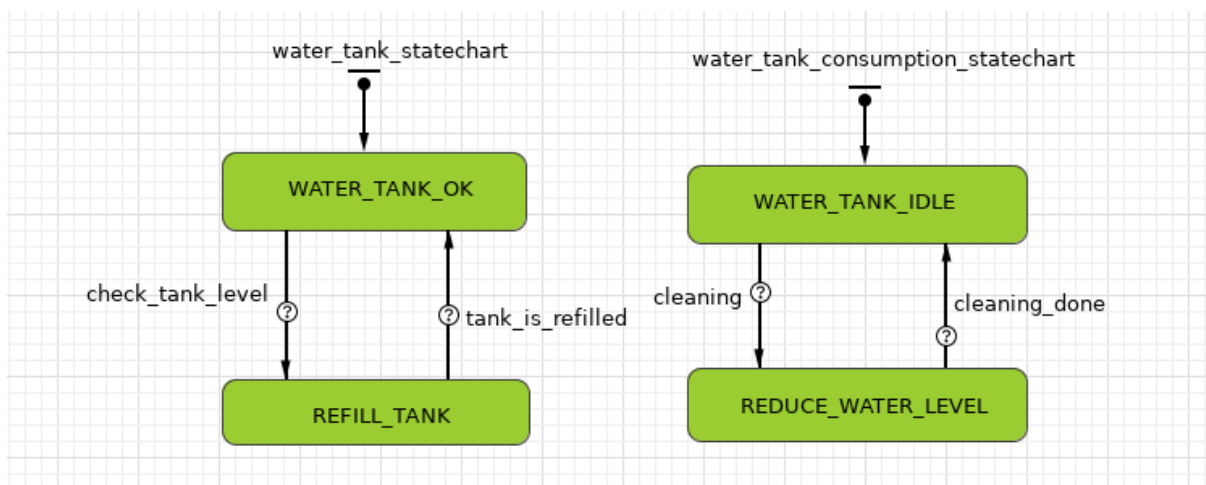 water_tank_statechart
WATER_TANK_OK
check_tank_level
?
?
tank_is_refilled
REFILL_TANK
water_tank_consumption_statechart
WATER_TANK_IDLE
cleaning
?
cleaning_done
?
REDUCE_WATER_LEVEL